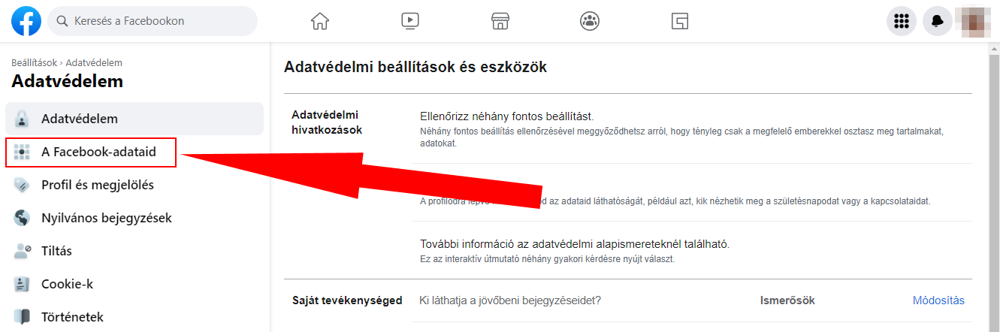 Keresés a Facebookon
Beállítások › Adatvédelem
Adatvédelem
Adatvédelem
A Facebook-adataid
Profil és megjelölés
Nyilvános bejegyzések
Tiltás
Cookie-k
Történetek
Adatvédelmi beállítások és eszközök
Adatvédelmi
hivatkozások
Ellenőrizz néhány fontos beállítást.
Néhány fontos beállítás ellenőrzésével meggyőződhetsz arról, hogy tényleg csak a megfelelő emberekkel osztasz meg tartalmakat,
adatokat.
A profilodra lépve az adataid láthatóságát, például azt, kik nézhetik meg a születésnapodat vagy a kapcsolataidat.
További információ az adatvédelmi alapismereteknél található.
Ez az interaktív útmutató néhány gyakori kérdésre nyújt választ.
Saját tevékenységed
Ki láthatja a jövőbeni bejegyzéseidet?
Ismerősök
Módosítás